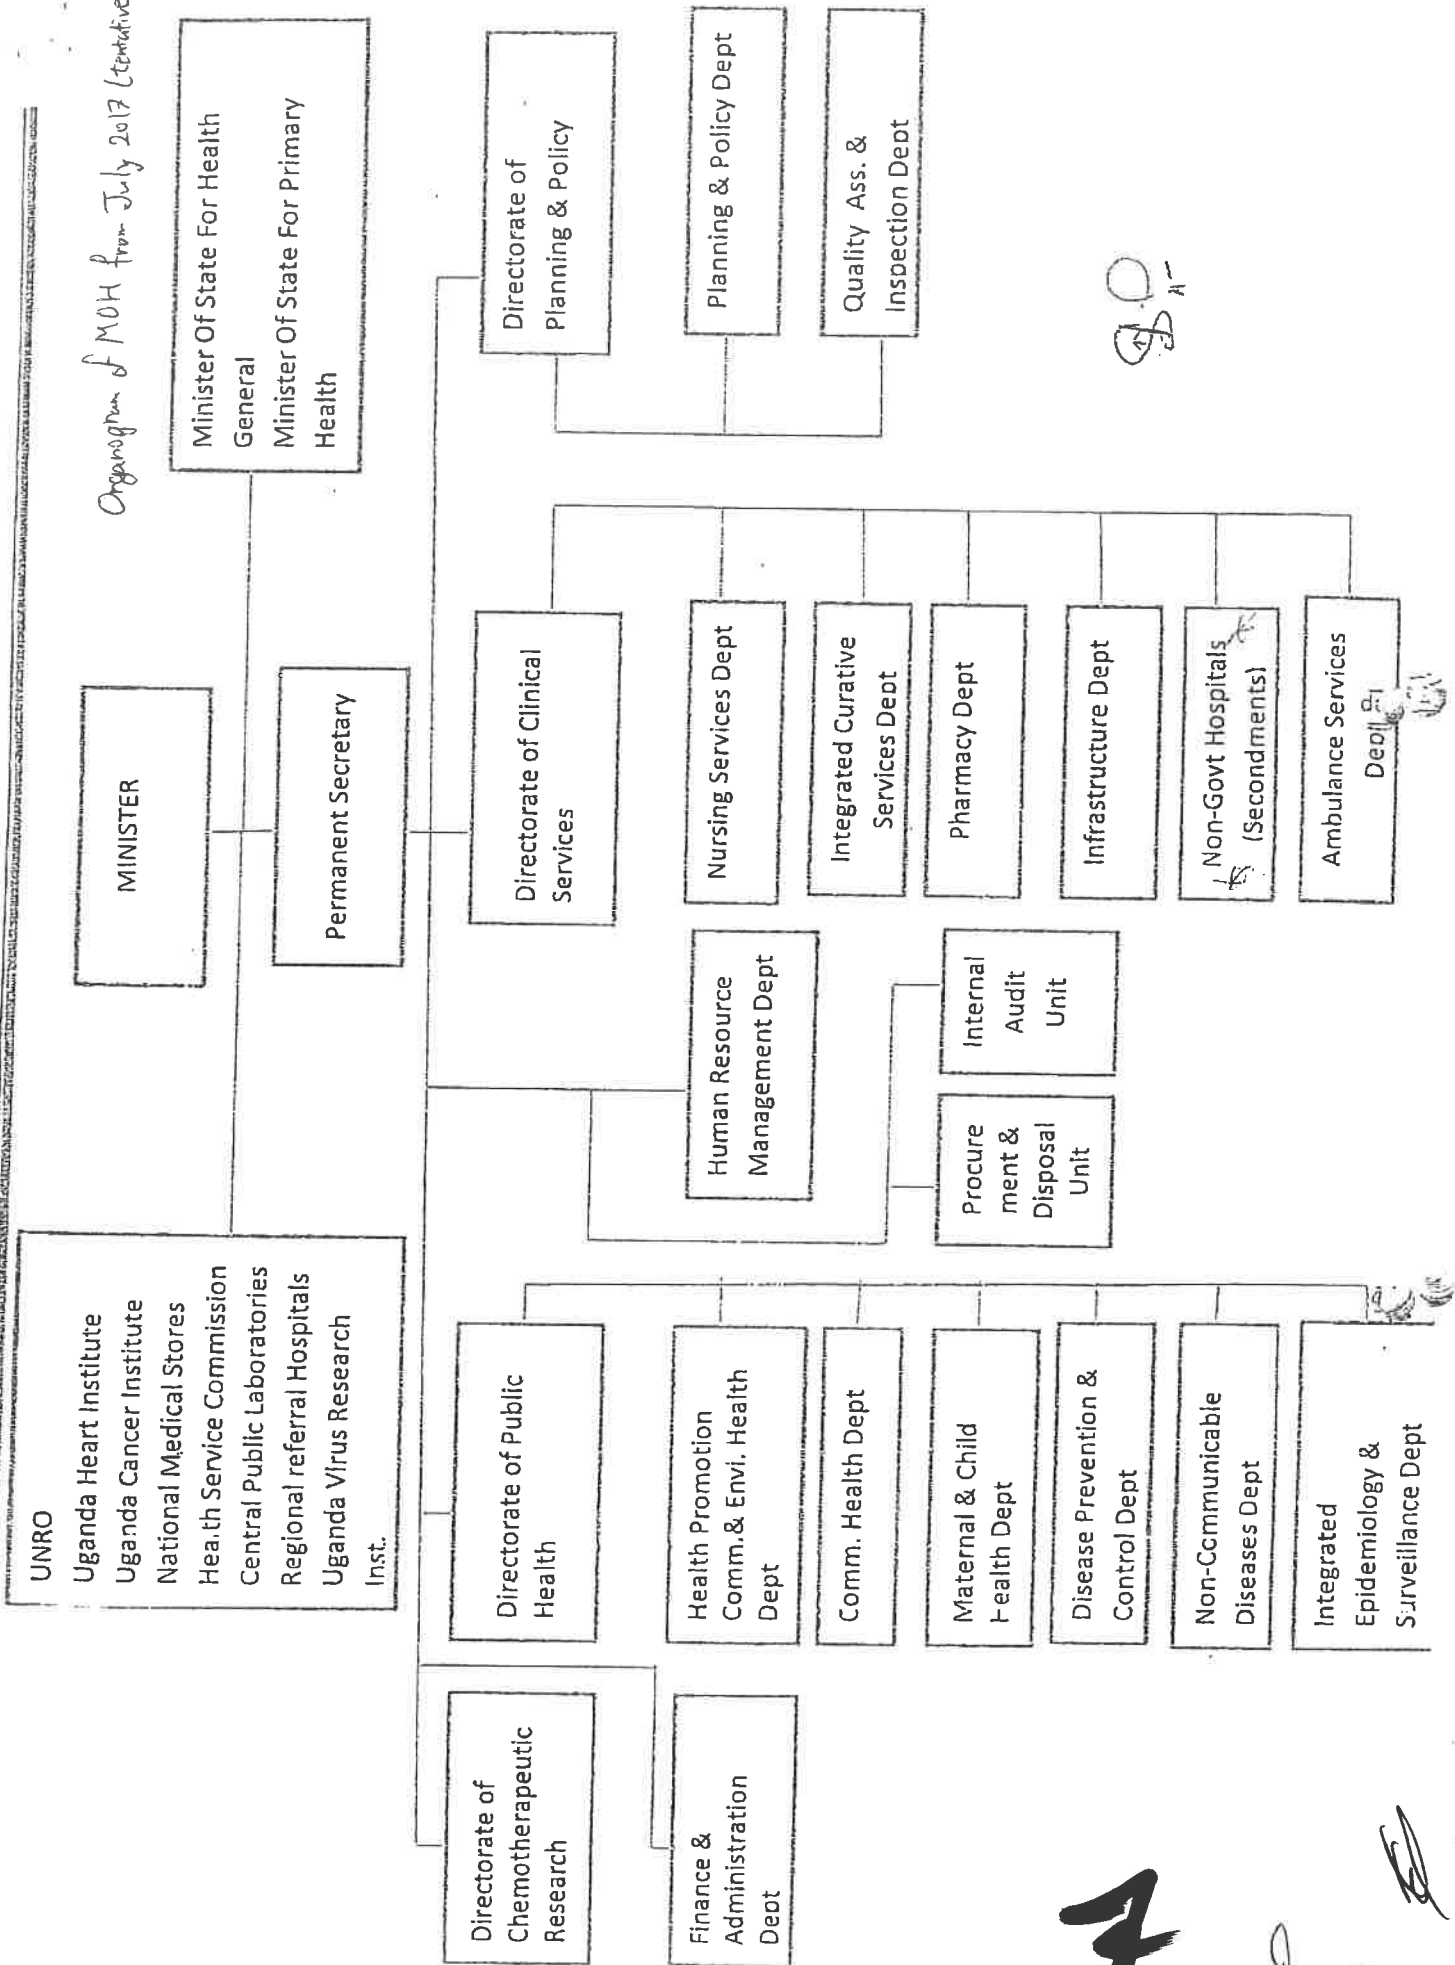 Organogram of MOH from July 2017 (tentative
MINISTER
UNRO
Uganda Heart Institute
Uganda Cancer Institute
National Medical Stores
Health Service Commission
Central Public Laboratories
Regional referral Hospitals
Uganda Virus Research
Inst.
Minister Of State For Health
General
Minister Of State For Primary
Health
Permanent Secretary
Directorate of
Chemotherapeutic
Research
Directorate of Public
Health
Directorate of Clinical
Services
Directorate of
Planning & Policy
Finance &
Administration
Dept
Health Promotion
Comm.& Envi. Health
Dept
Comm. Health Dept
Maternal & Child
Health Dept
Disease Prevention &
Control Dept
Non-Communicable
Diseases Dept
Integrated
Epidemiology &
Surveillance Dept
Human Resource
Management Dept
Procure
ment &
Disposal
Unit
Internal
Audit
Unit
Nursing Services Dept
Integrated Curative
Services Dept
Pharmacy Dept
Infrastructure Dept
Non-Govt Hospitals
(Secondments)
Ambulance Services
Dept
Planning & Policy Dept
Quality Ass. &
Inspection Dept